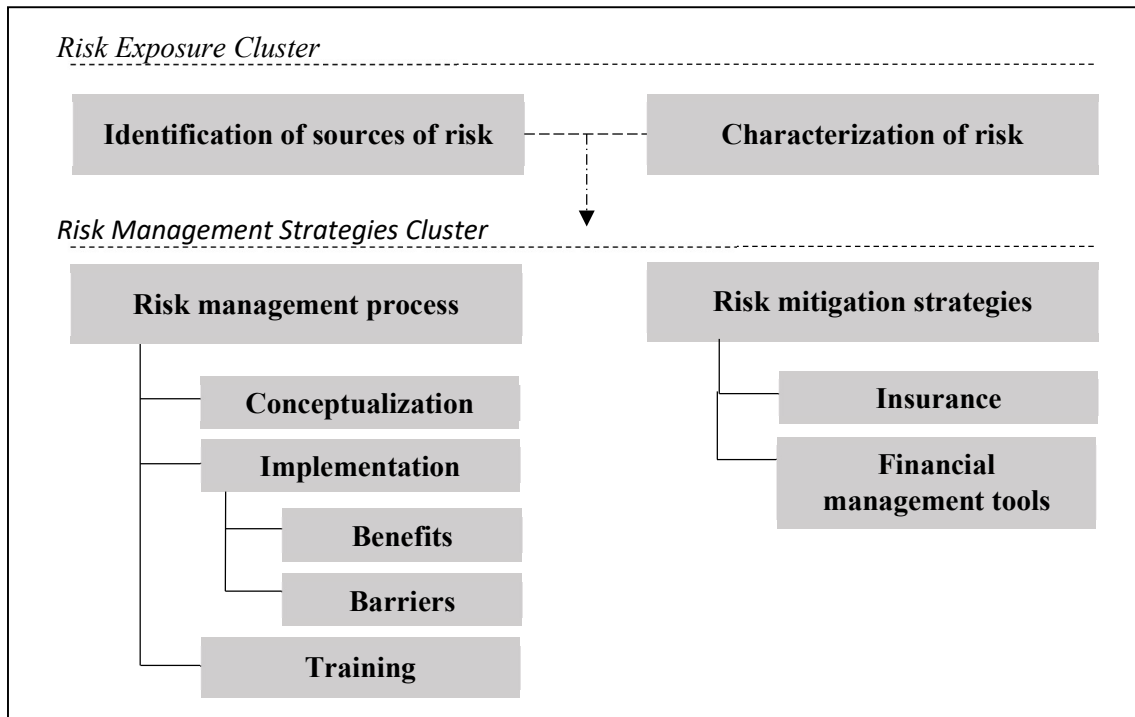 Risk Exposure Cluster
Identification of sources of risk
Characterization of risk
Risk Management Strategies Cluster
Risk management process
Conceptualization
Implementation
Benefits
Barriers
Training
Risk mitigation strategies
Insurance
Financial
management tools